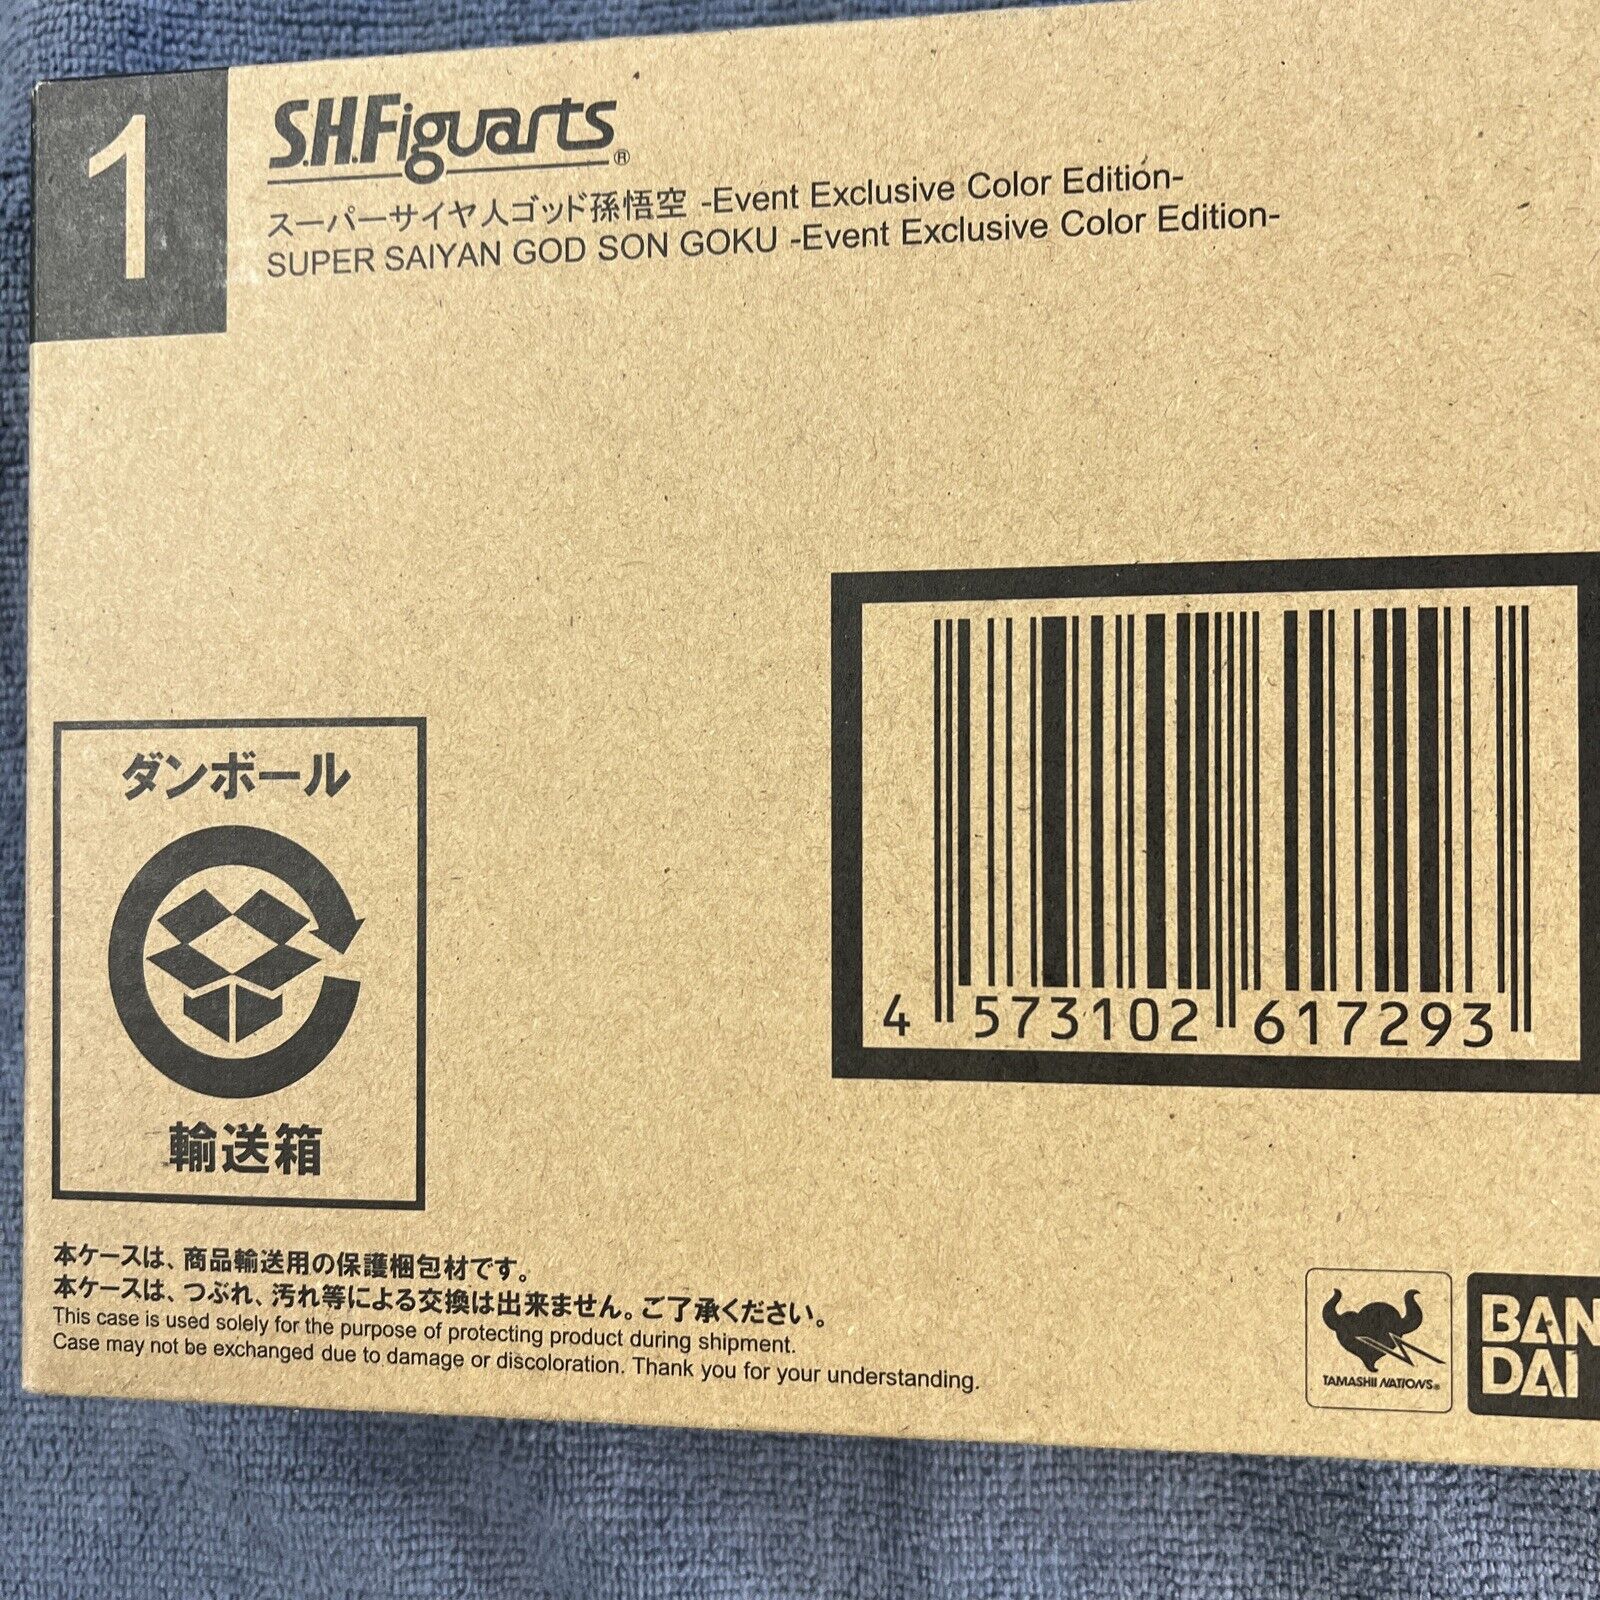 1
S.H.Figuarts®
スーパーサイヤ人ゴッド孫悟空 -Event Exclusive Color Edition-
SUPER SAIYAN GOD SON GOKU -Event Exclusive Color Edition-
4 573102 617293
ダンボール
輸送箱
本ケースは、商品輸送用の保護梱包材です。
本ケースは、つぶれ、汚れ等による交換は出来ません。ご了承ください。
This case is used solely for the purpose of protecting product during shipment.
Case may not be exchanged due to damage or discoloration. Thank you for your understanding.
TAMASHII NATIONS®
BAN
DAI